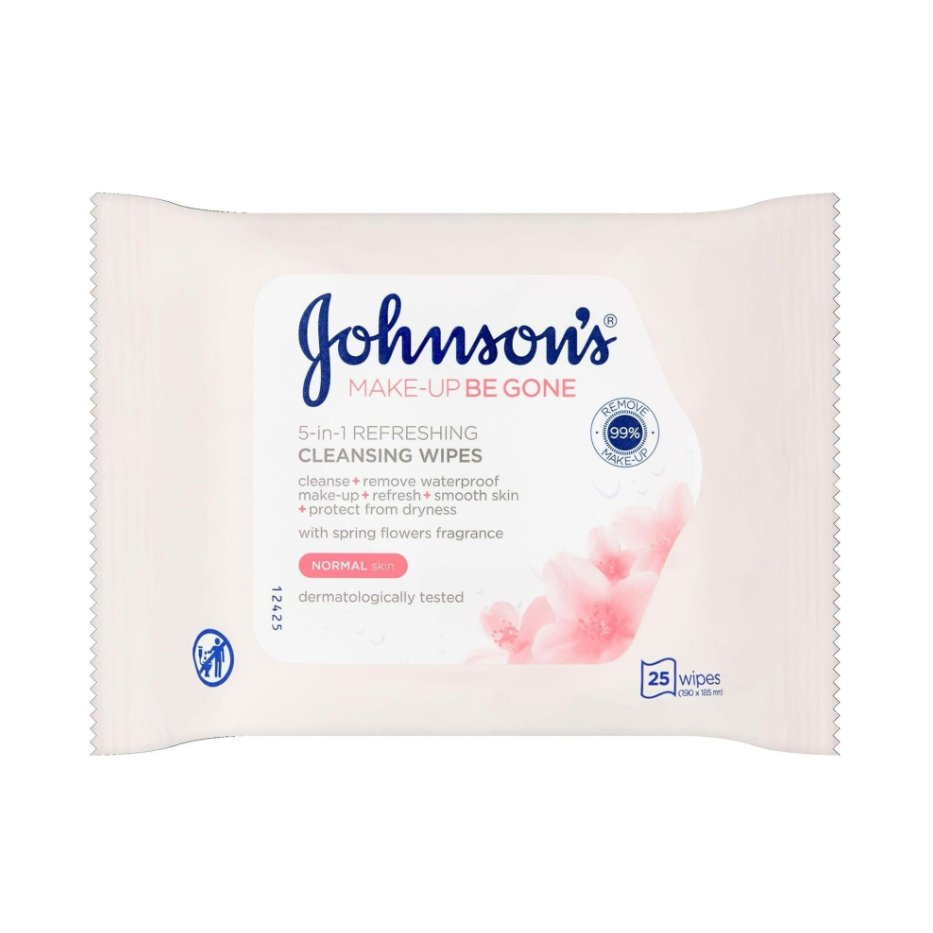 Johnson's®
MAKE-UP BE GONE
5-in-1 REFRESHING
CLEANSING WIPES
cleanse + remove waterproof
make-up + refresh + smooth skin
+ protect from dryness
with spring flowers fragrance
NORMAL skin
dermatologically tested
REMOVE
99%
MAKE-UP
12425
25 wipes
(190 x 185 mm)